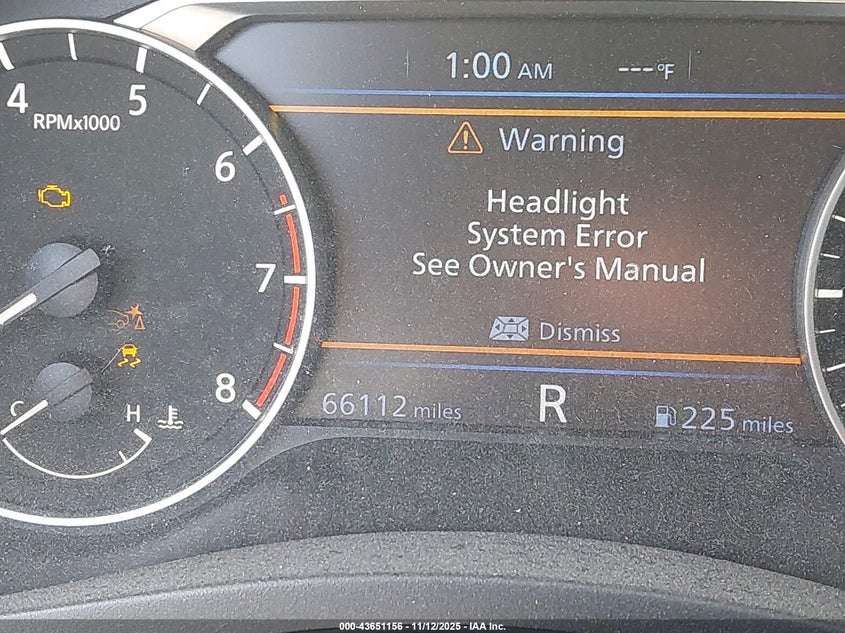 1:00 AM
---°F
4
5
RPMx1000
6
7
8
Warning
Headlight
System Error
See Owner's Manual
Dismiss
C
H
66112 miles
R
225 miles
000-43651156 - 11/12/2025 - IAA Inc.